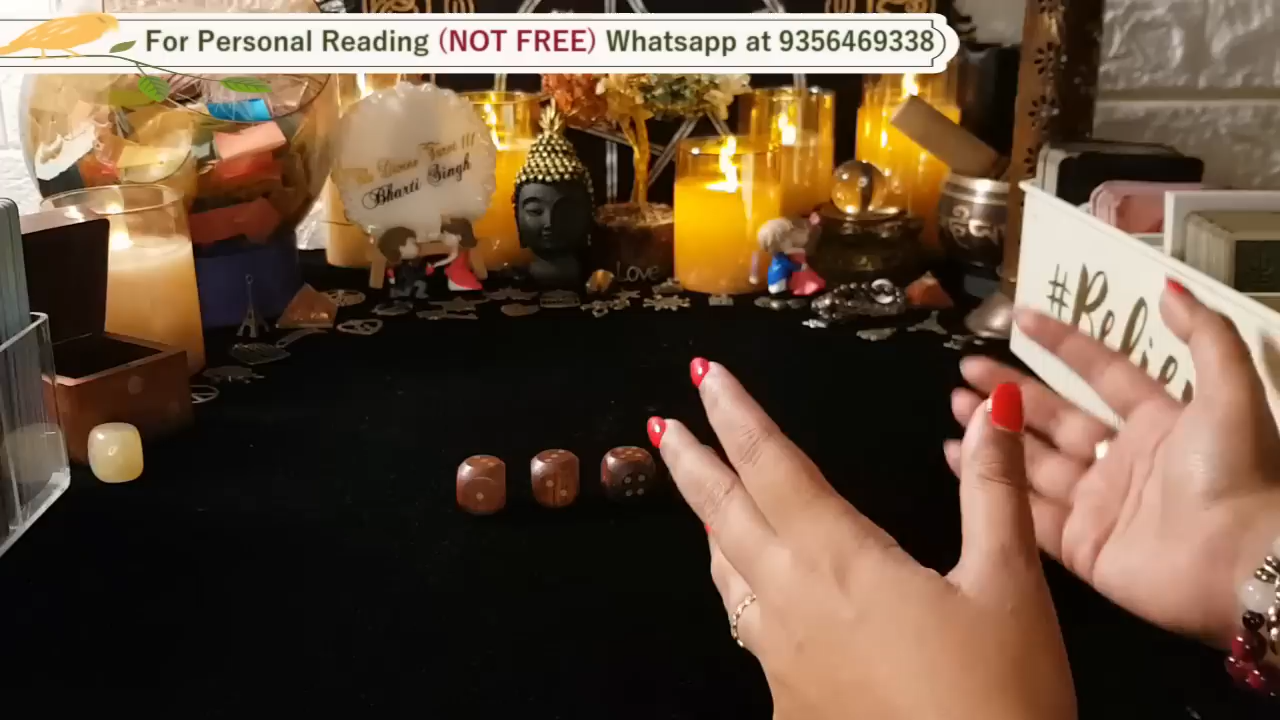 For Personal Reading (NOT FREE) Whatsapp at 9356469338
Bharti Singh
Love
#Belie